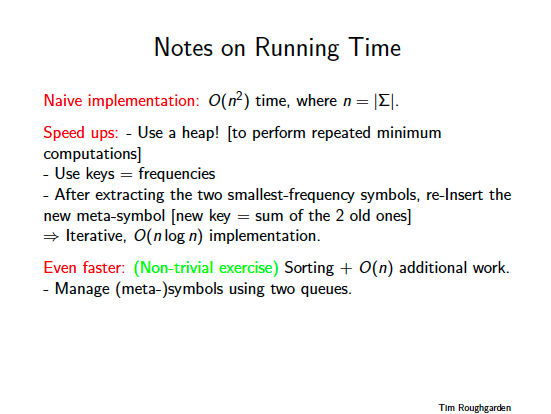 Notes on Running Time
Naive implementation: O(n²) time, where n = |Σ|.
Speed ups: - Use a heap! [to perform repeated minimum
computations]
- Use keys = frequencies
- After extracting the two smallest-frequency symbols, re-Insert the
new meta-symbol [new key = sum of the 2 old ones]
⇒ Iterative, O(n log n) implementation.
Even faster: (Non-trivial exercise) Sorting + O(n) additional work.
- Manage (meta-)symbols using two queues.
Tim Roughgarden